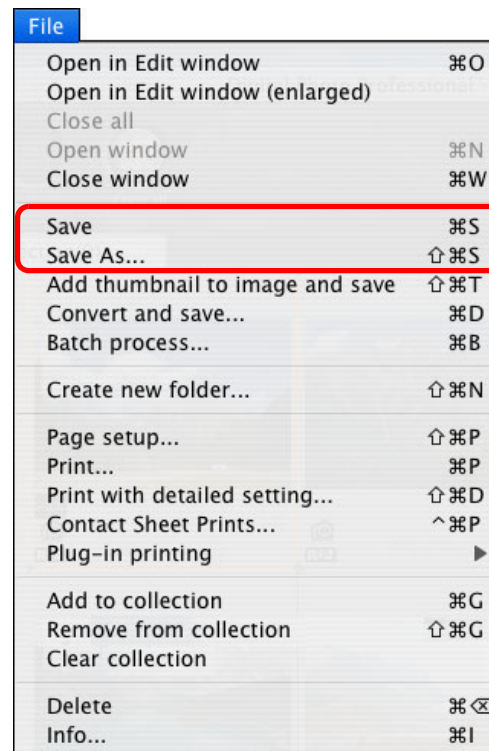 File
Open in Edit window ⌘O
Open in Edit window (enlarged)
Close all
Open window ⌘N
Close window ⌘W
Save ⌘S
Save As... ⇧⌘S
Add thumbnail to image and save ⇧⌘T
Convert and save... ⌘D
Batch process... ⌘B
Create new folder... ⇧⌘N
Page setup... ⇧⌘P
Print... ⌘P
Print with detailed setting... ⇧⌘D
Contact Sheet Prints... ^⌘P
Plug-in printing ▶
Add to collection ⌘G
Remove from collection ⇧⌘G
Clear collection
Delete ⌘⌫
Info... ⌘I